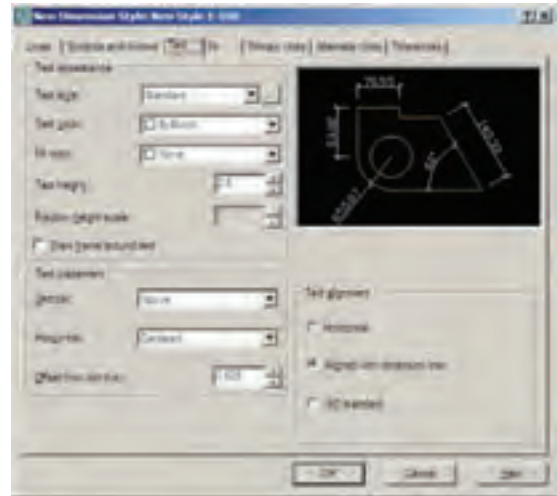 New Dimension Style: New Style 1-100
Lines Symbols and Arrows Text Fit Primary Units Alternate Units Tolerances
Text appearance
Text style: Standard
Text color: ByBlock
Fill color: None
Text height:
Fraction height scale:
Draw frame around text
Text placement
Vertical: Above
Horizontal: Centered
Offset from dim line: 0.625
Text alignment
Horizontal
Aligned with dimension line
ISO standard
OK Cancel Help